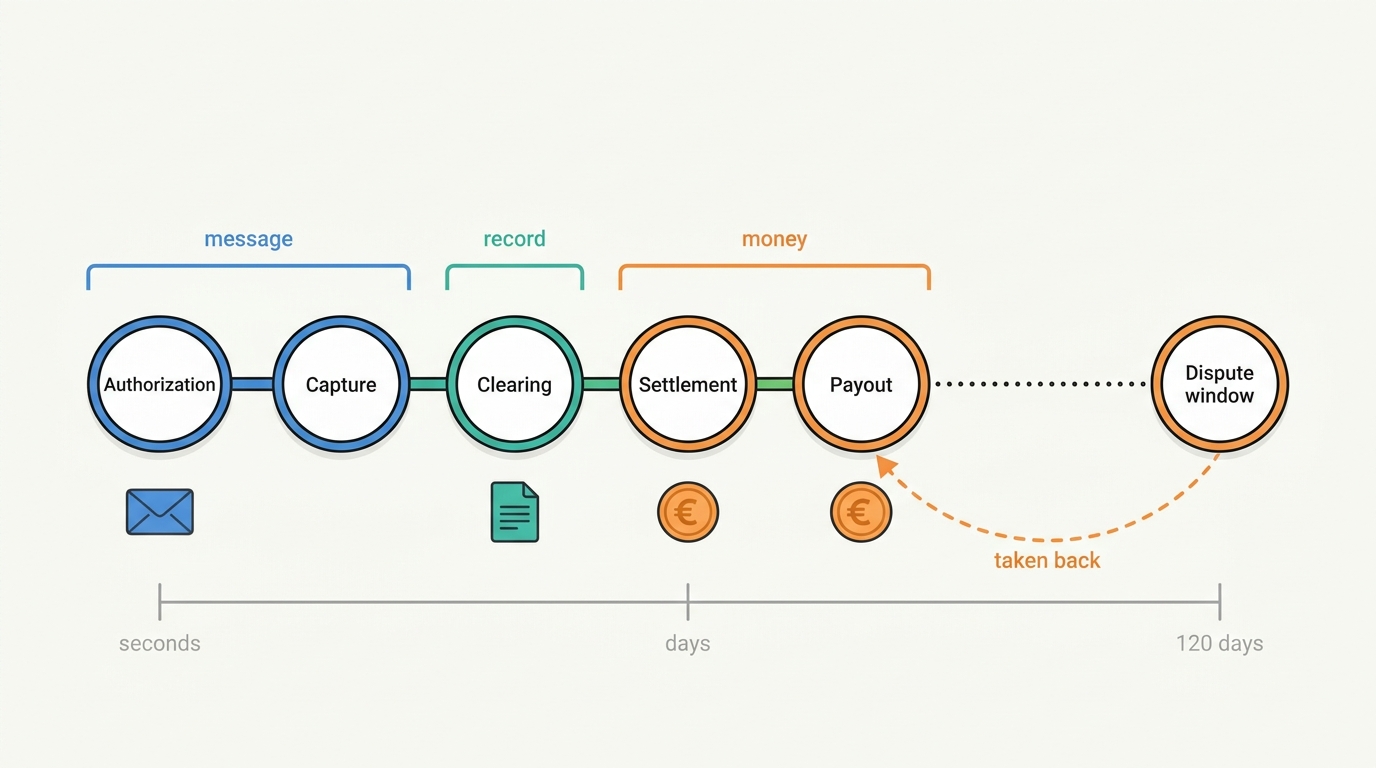 message
record
money
Authorization
Capture
Clearing
Settlement
Payout
Dispute
window
€
€
taken back
seconds
days
120 days